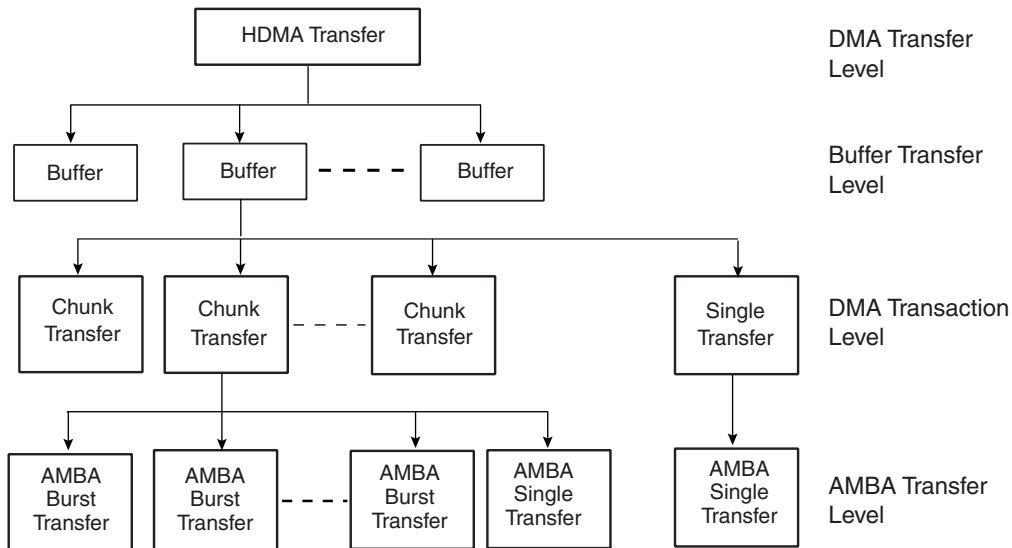 HDMA Transfer
DMA Transfer
Level
Buffer
Buffer
Buffer
Buffer Transfer
Level
Chunk
Transfer
Chunk
Transfer
Chunk
Transfer
Single
Transfer
DMA Transaction
Level
AMBA
Burst
Transfer
AMBA
Burst
Transfer
AMBA
Burst
Transfer
AMBA
Single
Transfer
AMBA
Single
Transfer
AMBA Transfer
Level